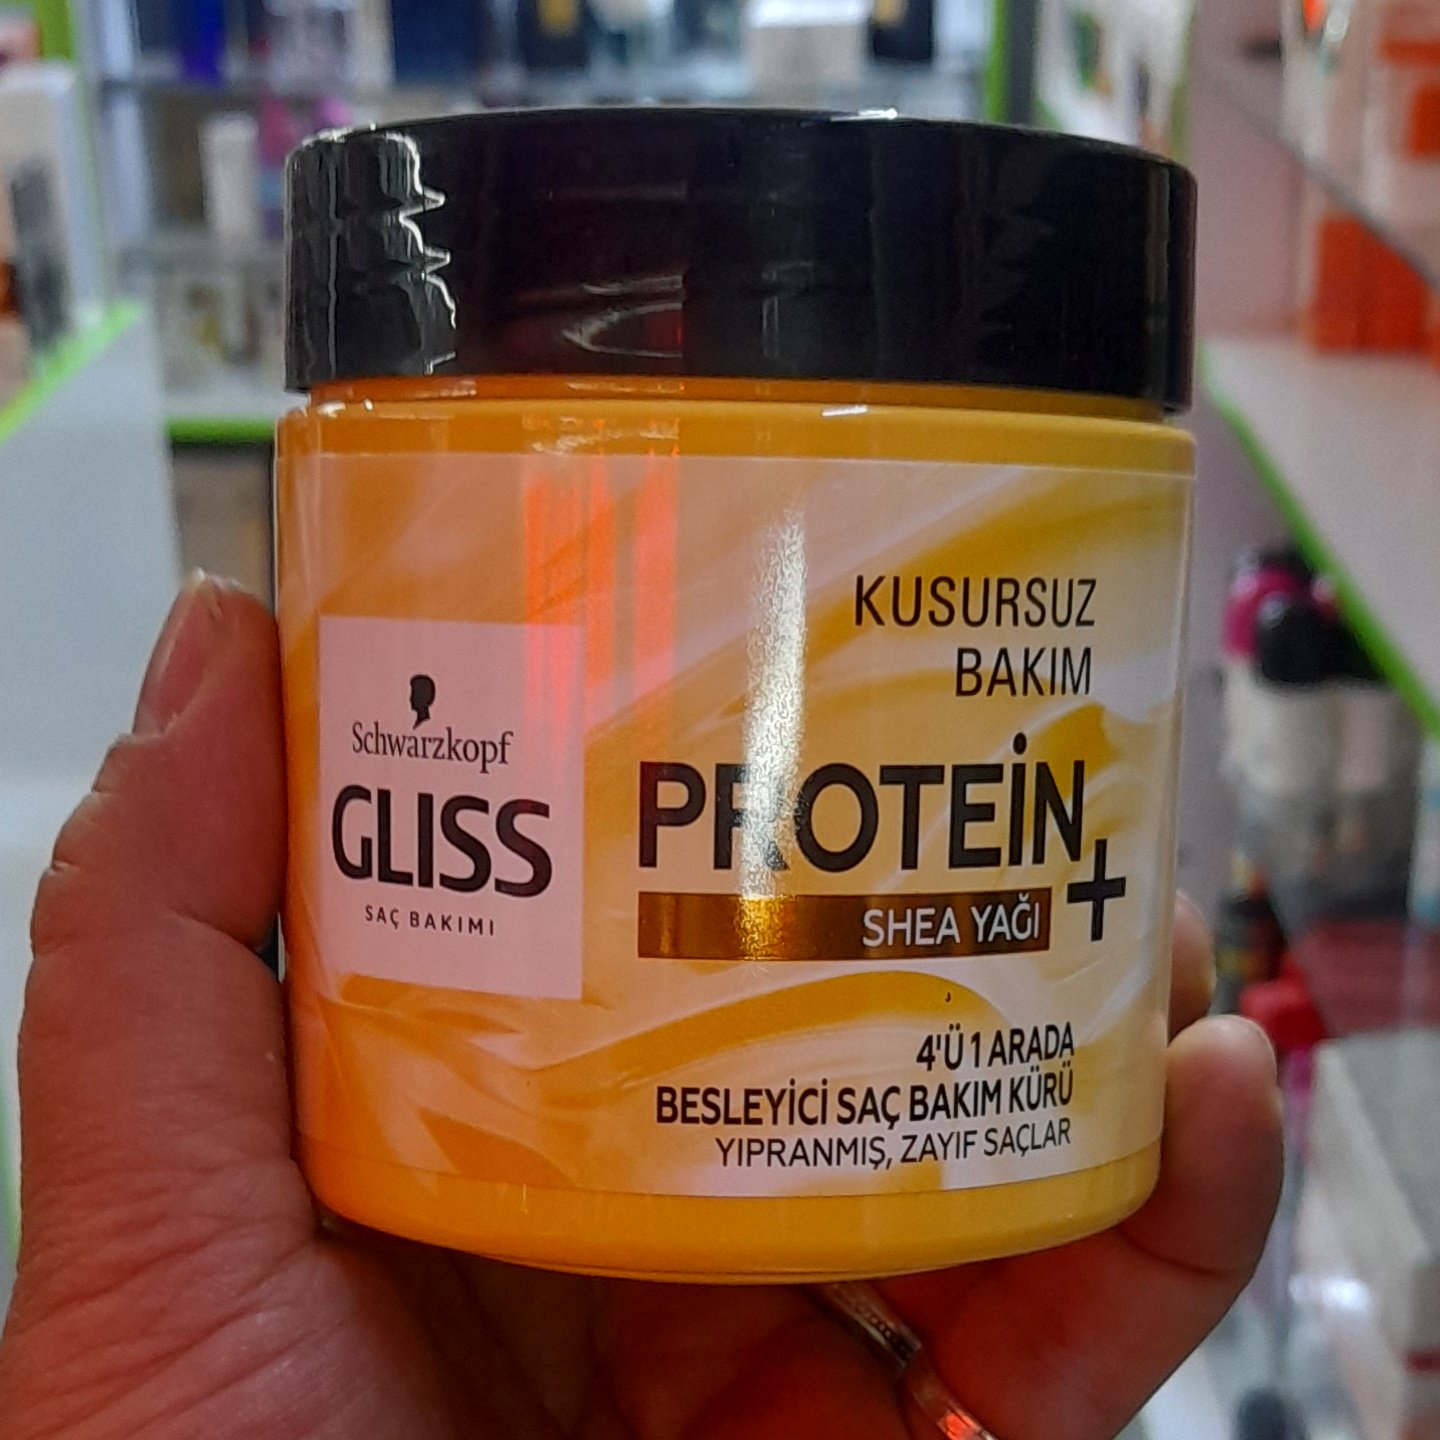 KUSURSUZ
BAKIM
Schwarzkopf
GLISS
SAÇ BAKIMI
PROTEİN+
SHEA YAĞI
4'Ü 1 ARADA
BESLEYİCİ SAÇ BAKIM KÜRÜ
YIPRANMIŞ, ZAYIF SAÇLAR